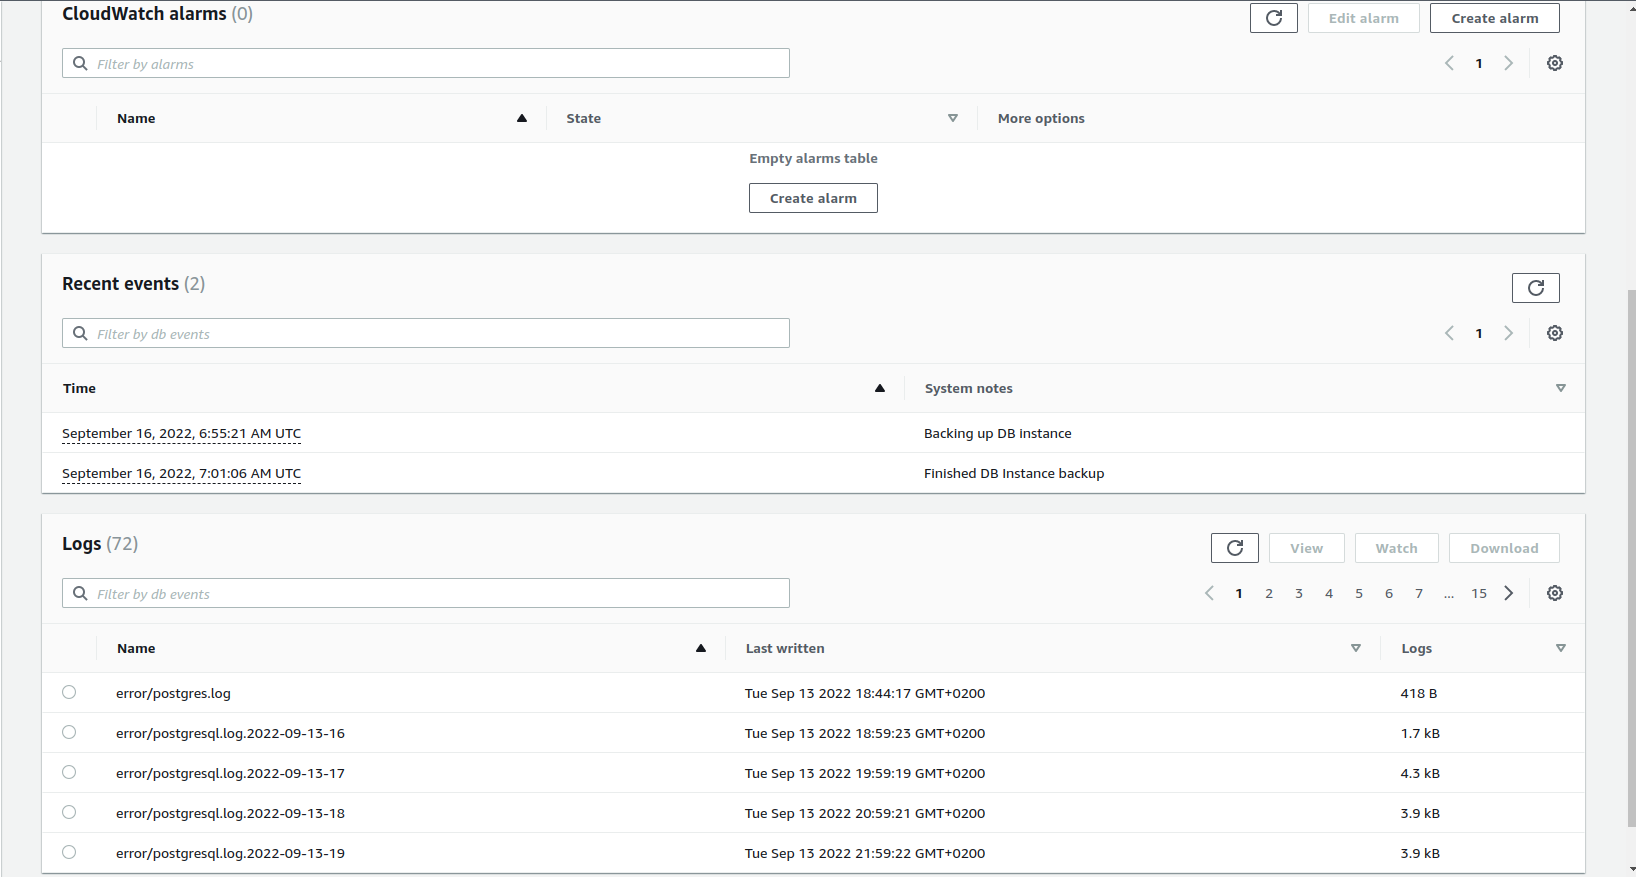 CloudWatch alarms (0)
Edit alarm
Create alarm
Filter by alarms
1
Name
State
More options
Empty alarms table
Create alarm
Recent events (2)
Filter by db events
1
Time
System notes
September 16, 2022, 6:55:21 AM UTC
Backing up DB instance
September 16, 2022, 7:01:06 AM UTC
Finished DB Instance backup
Logs (72)
View
Watch
Download
Filter by db events
1 2 3 4 5 6 7 ... 15
Name
Last written
Logs
error/postgres.log
Tue Sep 13 2022 18:44:17 GMT+0200
418 B
error/postgresql.log.2022-09-13-16
Tue Sep 13 2022 18:59:23 GMT+0200
1.7 kB
error/postgresql.log.2022-09-13-17
Tue Sep 13 2022 19:59:19 GMT+0200
4.3 kB
error/postgresql.log.2022-09-13-18
Tue Sep 13 2022 20:59:21 GMT+0200
3.9 kB
error/postgresql.log.2022-09-13-19
Tue Sep 13 2022 21:59:22 GMT+0200
3.9 kB